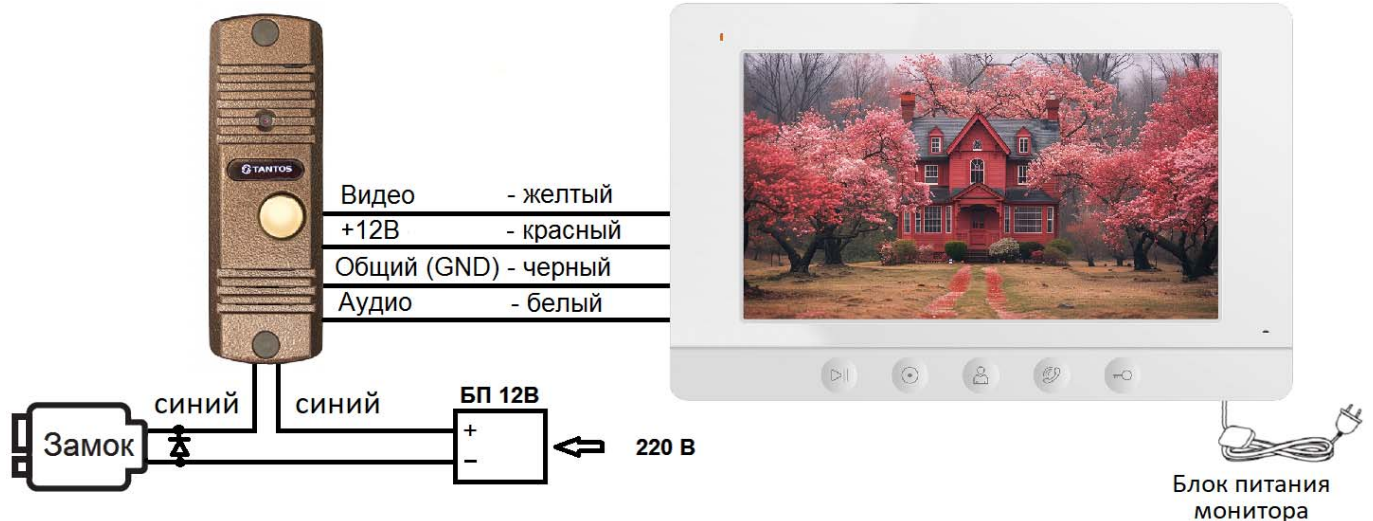 TANTOS
Видео - желтый
+12В - красный
Общий (GND) - черный
Аудио - белый
синий синий
БП 12В
Замок
+
−
220 В
Блок питания
монитора